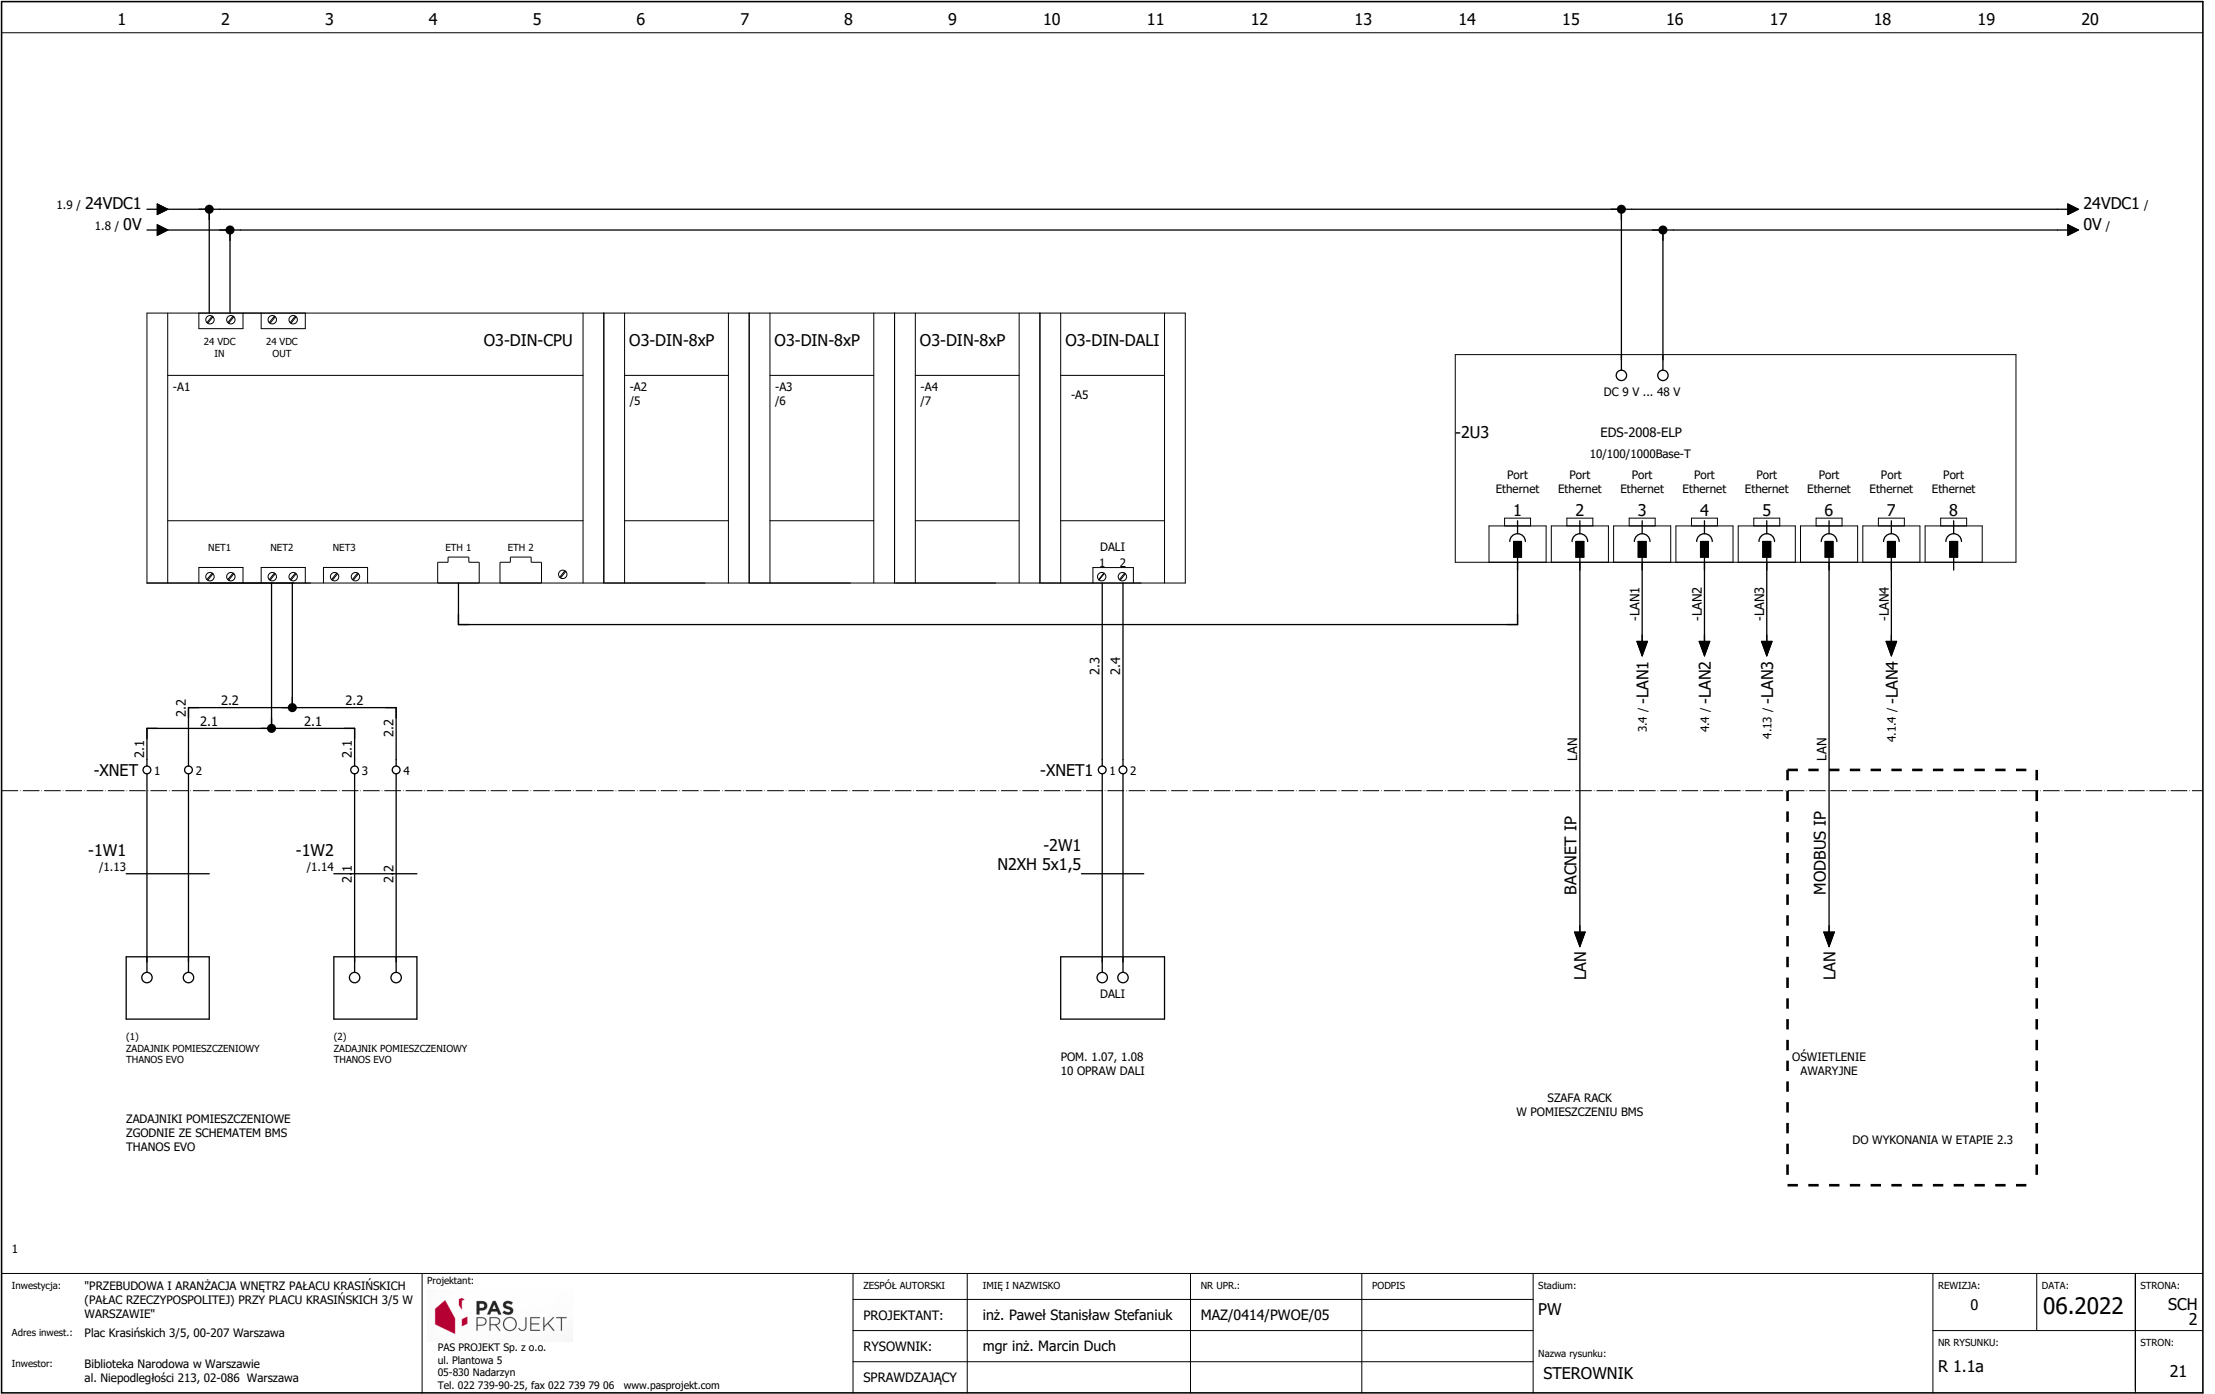 1 2 3 4 5 6 7 8 9 10 11 12 13 14 15 16 17 18 19 20
1.9 / 24VDC1
24VDC1 /
1.8 / 0V
0V /
24 VDC
IN
24 VDC
OUT
O3-DIN-CPU
O3-DIN-8xP
O3-DIN-8xP
O3-DIN-8xP
O3-DIN-DALI
-A1
-A2
/5
-A3
/6
-A4
/7
-A5
DC 9 V ... 48 V
-2U3
EDS-2008-ELP
10/100/1000Base-T
Port
Ethernet
1
Port
Ethernet
2
Port
Ethernet
3
Port
Ethernet
4
Port
Ethernet
5
Port
Ethernet
6
Port
Ethernet
7
Port
Ethernet
8
NET1
NET2
NET3
ETH 1
ETH 2
DALI
1 2
-LAN1
-LAN2
-LAN3
-LAN4
3.4 / -LAN1
4.4 / -LAN2
4.13 / -LAN3
4.1.4 / -LAN4
2.3
2.4
2.2
2.2
2.2
2.2
2.1
2.1
2.1
2.1
LAN
LAN
-XNET 1 2 3 4
-XNET1 1 2
-1W1
/1.13
-1W2
/1.14
2.1
2.2
-2W1
N2XH 5x1,5
BACNET IP
MODBUS IP
LAN
LAN
DALI
(1)
ZADAJNIK POMIESZCZENIOWY
THANOS EVO
(2)
ZADAJNIK POMIESZCZENIOWY
THANOS EVO
POM. 1.07, 1.08
10 OPRAW DALI
OŚWIETLENIE
AWARYJNE
SZAFA RACK
W POMIESZCZENIU BMS
ZADAJNIKI POMIESZCZENIOWE
ZGODNIE ZE SCHEMATEM BMS
THANOS EVO
DO WYKONANIA W ETAPIE 2.3
1
Inwestycja:
"PRZEBUDOWA I ARANŻACJA WNĘTRZ PAŁACU KRASIŃSKICH
(PAŁAC RZECZYPOSPOLITEJ) PRZY PLACU KRASIŃSKICH 3/5 W
WARSZAWIE"
Adres inwest.: Plac Krasińskich 3/5, 00-207 Warszawa
Inwestor:
Biblioteka Narodowa w Warszawie
al. Niepodległości 213, 02-086 Warszawa
Projektant:
PAS
PROJEKT
PAS PROJEKT Sp. z o.o.
ul. Plantowa 5
05-830 Nadarzyn
Tel. 022 739-90-25, fax 022 739 79 06 www.pasprojekt.com
ZESPÓŁ AUTORSKI IMIĘ I NAZWISKO NR UPR.: PODPIS
PROJEKTANT: inż. Paweł Stanisław Stefaniuk MAZ/0414/PWOE/05
RYSOWNIK: mgr inż. Marcin Duch
SPRAWDZAJĄCY
Stadium:
PW
Nazwa rysunku:
STEROWNIK
REWIZJA:
0
DATA:
06.2022
STRONA:
SCH
2
NR RYSUNKU:
R 1.1a
STRON:
21